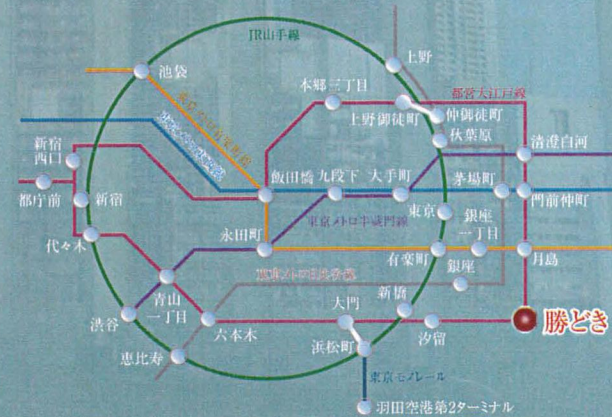 JR山手線
上野
池袋
本郷三丁目
都営大江戸線
上野御徒町
仲御徒町
秋葉原
新宿
西口
清澄白河
飯田橋
九段下
大手町
茅場町
都庁前
新宿
東京
銀座
一丁目
門前仲町
東京メトロ半蔵門線
代々木
永田町
有楽町
銀座
月島
青山
一丁目
大門
新橋
渋谷
六本木
汐留
勝どき
恵比寿
浜松町
東京モノレール
羽田空港第2ターミナル